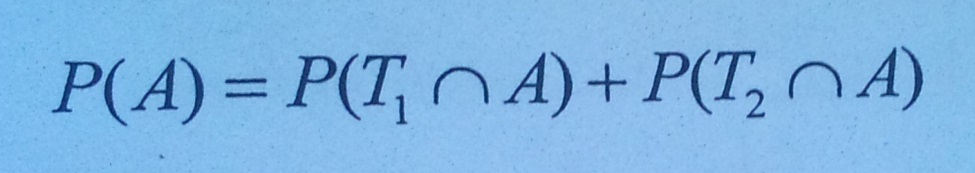 P(A) = P(T₁ ∩ A) + P(T₂ ∩ A)